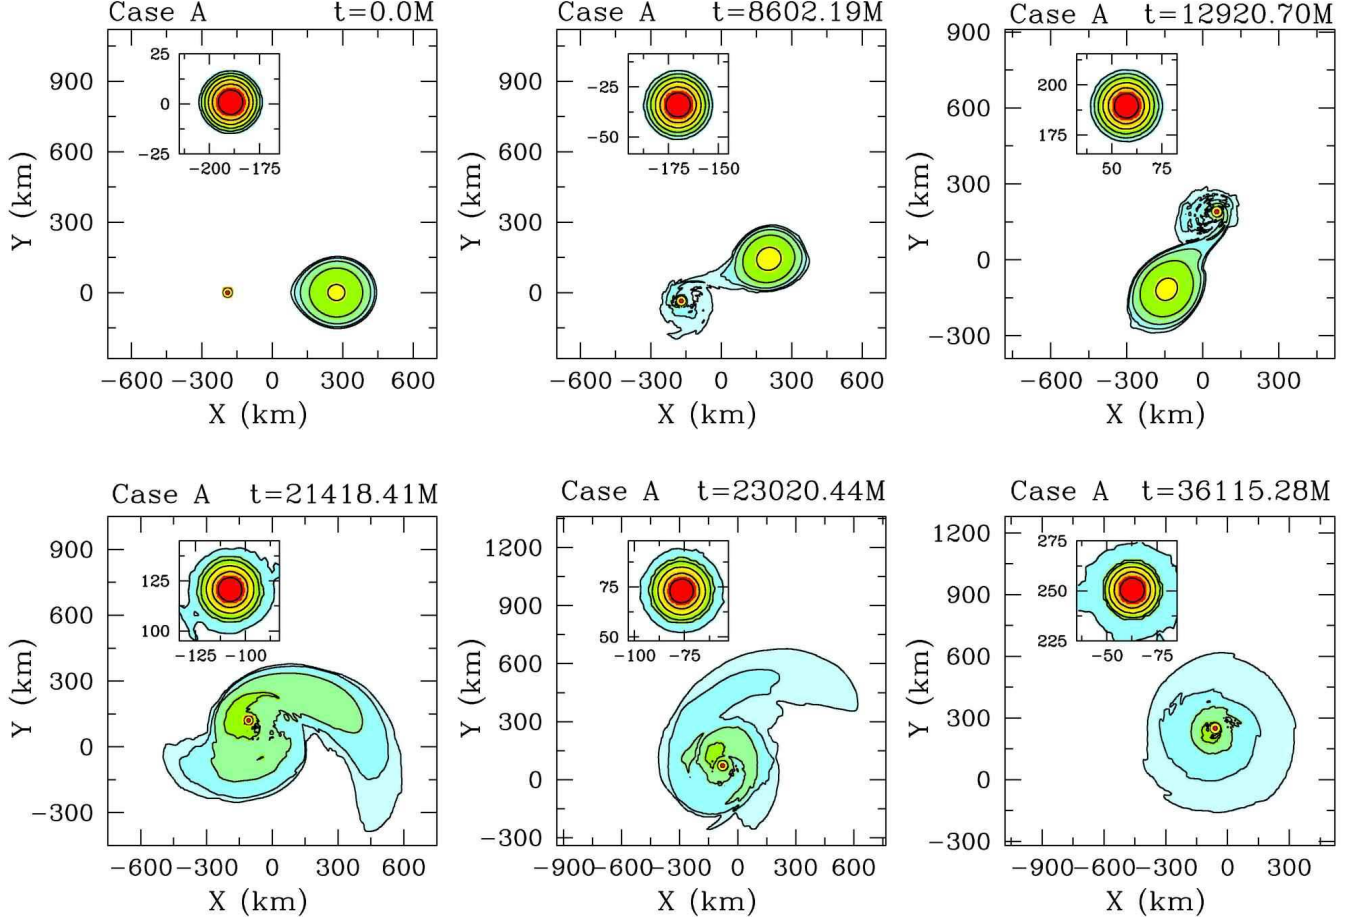 Case A t=0.0M
Case A t=8602.19M
Case A t=12920.70M
25
0
−25
−200 −175
900
600
300
0
Y (km)
−600 −300 0 300 600
X (km)
−25
−50
−175 −150
900
600
300
0
Y (km)
−600 −300 0 300 600
X (km)
200
175
50 75
900
600
300
0
−300
Y (km)
−600 −300 0 300
X (km)
Case A t=21418.41M
Case A t=23020.44M
Case A t=36115.28M
125
100
−125 −100
900
600
300
0
−300
Y (km)
−600 −300 0 300 600
X (km)
75
50
−100 −75
1200
900
600
300
0
−300
Y (km)
−900 −600 −300 0 300 600
X (km)
275
250
225
−50 −75
1200
900
600
300
0
−300
Y (km)
−900 −600 −300 0 300
X (km)